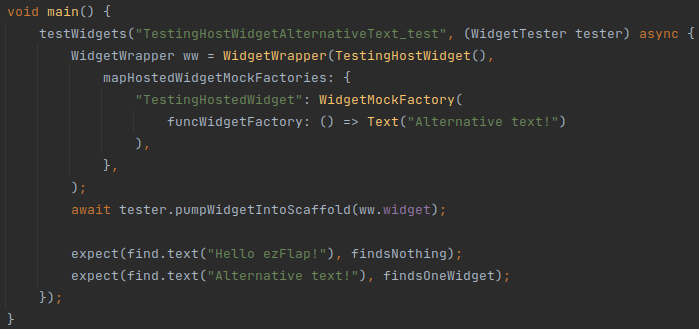 void main() {
    testWidgets("TestingHostWidgetAlternativeText_test", (WidgetTester tester) async {
        WidgetWrapper ww = WidgetWrapper(TestingHostWidget(),
            mapHostedWidgetMockFactories: {
                "TestingHostedWidget": WidgetMockFactory(
                    funcWidgetFactory: () => Text("Alternative text!")
                ),
            },
        );
        await tester.pumpWidgetIntoScaffold(ww.widget);

        expect(find.text("Hello ezFlap!"), findsNothing);
        expect(find.text("Alternative text!"), findsOneWidget);
    });
}